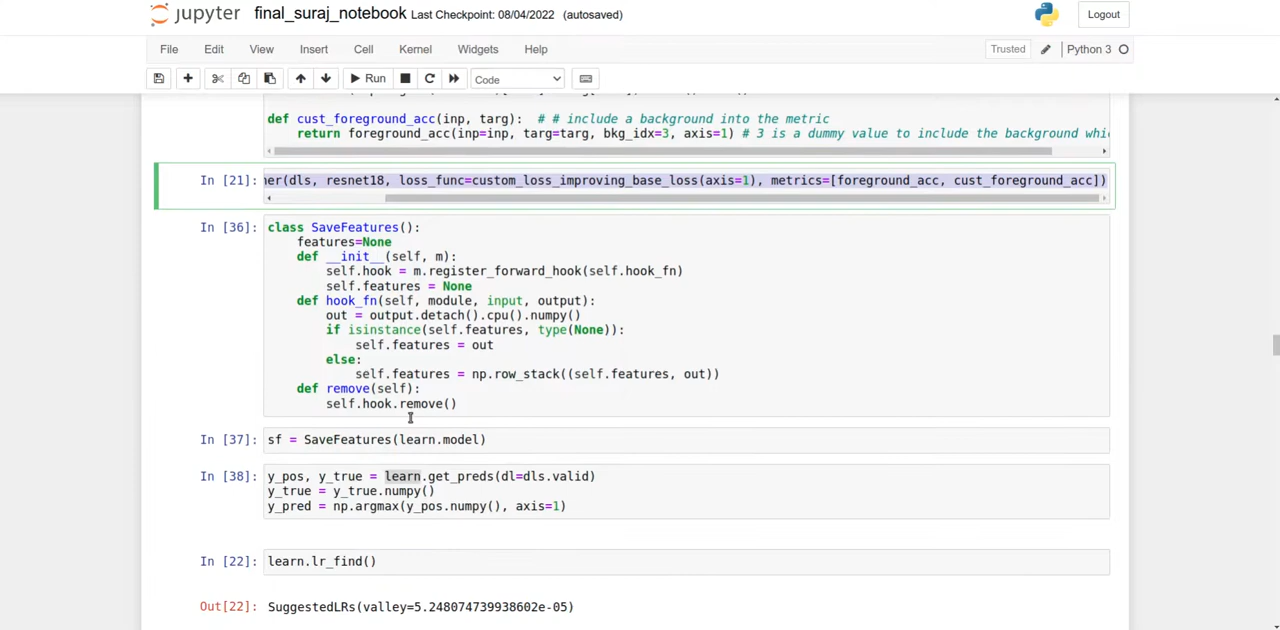 jupyter final_suraj_notebook Last Checkpoint: 08/04/2022 (autosaved) Logout
File Edit View Insert Cell Kernel Widgets Help Trusted Python 3
Run Code
def cust_foreground_acc(inp, targ): # # include a background into the metric
return foreground_acc(inp=inp, targ=targ, bkg_idx=3, axis=1) # 3 is a dummy value to include the background whi
In [21]: ner(dls, resnet18, loss_func=custom_loss_improving_base_loss(axis=1), metrics=[foreground_acc, cust_foreground_acc])
In [36]: class SaveFeatures():
features=None
def __init__(self, m):
self.hook = m.register_forward_hook(self.hook_fn)
self.features = None
def hook_fn(self, module, input, output):
out = output.detach().cpu().numpy()
if isinstance(self.features, type(None)):
self.features = out
else:
self.features = np.row_stack((self.features, out))
def remove(self):
self.hook.remove()
In [37]: sf = SaveFeatures(learn.model)
In [38]: y_pos, y_true = learn.get_preds(dl=dls.valid)
y_true = y_true.numpy()
y_pred = np.argmax(y_pos.numpy(), axis=1)
In [22]: learn.lr_find()
Out[22]: SuggestedLRs(valley=5.248074739938602e-05)